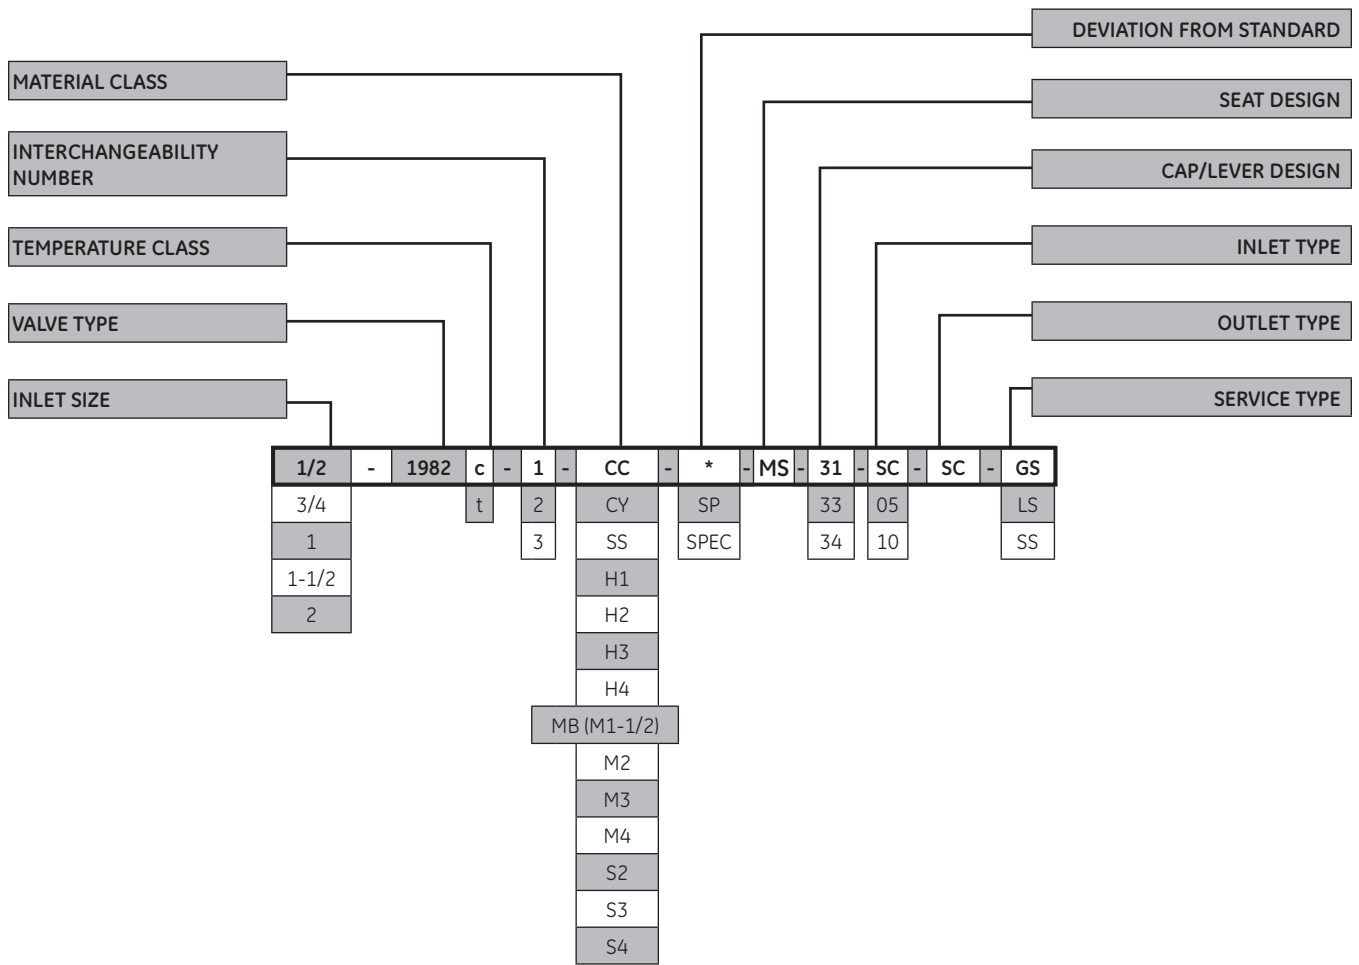 DEVIATION FROM STANDARD
MATERIAL CLASS
SEAT DESIGN
INTERCHANGEABILITY
NUMBER
CAP/LEVER DESIGN
TEMPERATURE CLASS
INLET TYPE
VALVE TYPE
OUTLET TYPE
INLET SIZE
SERVICE TYPE
1/2 - 1982 c - 1 - CC - * - MS - 31 - SC - SC - GS
3/4 t 2 CY SP 33 05 LS
1 3 SS SPEC 34 10 SS
1-1/2 H1
2 H2
H3
H4
MB (M1-1/2)
M2
M3
M4
S2
S3
S4